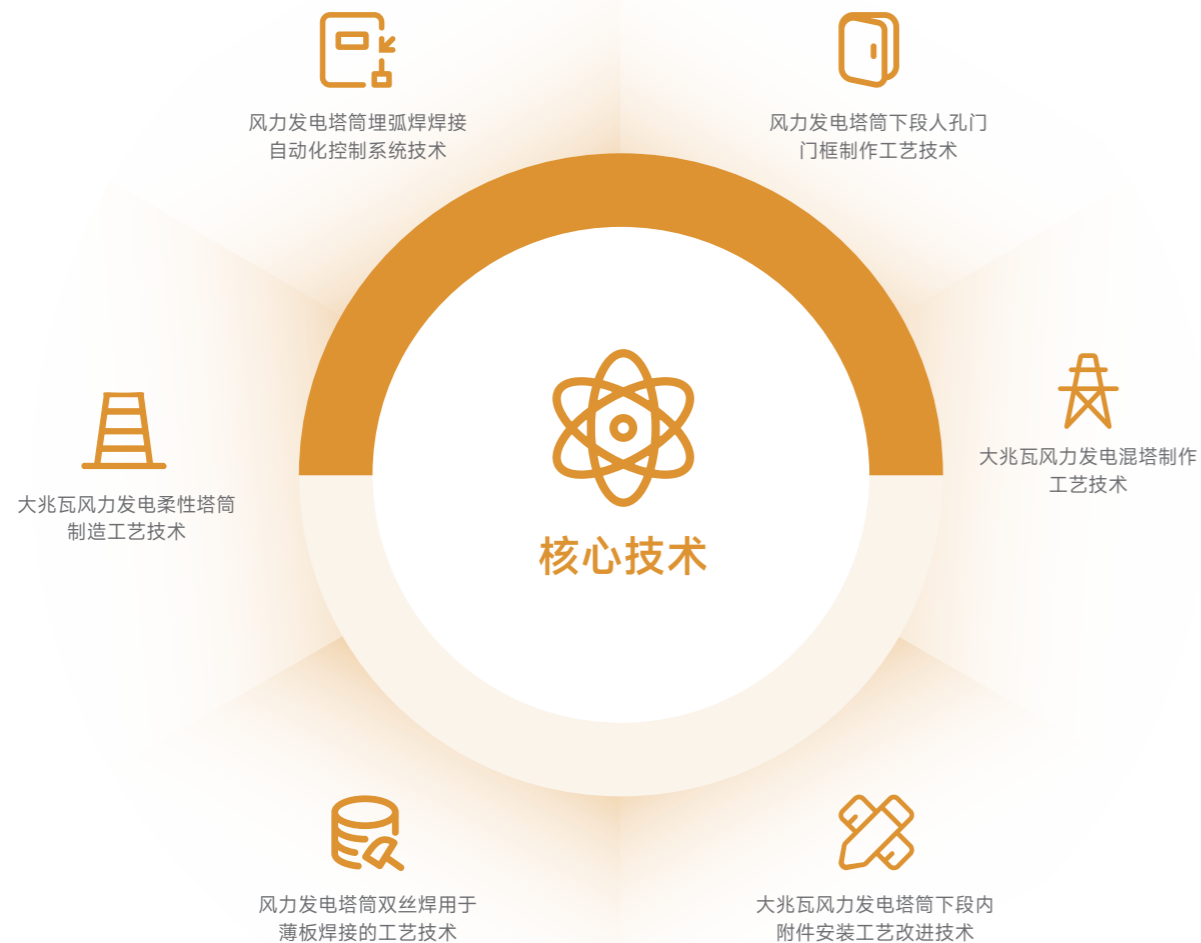 风力发电塔筒埋弧焊焊接
自动化控制系统技术
风力发电塔筒下段人孔门
门框制作工艺技术
大兆瓦风力发电混塔制作
工艺技术
大兆瓦风力发电柔性塔筒
制造工艺技术
核心技术
风力发电塔筒双丝焊用于
薄板焊接的工艺技术
大兆瓦风力发电塔筒下段内
附件安装工艺改进技术